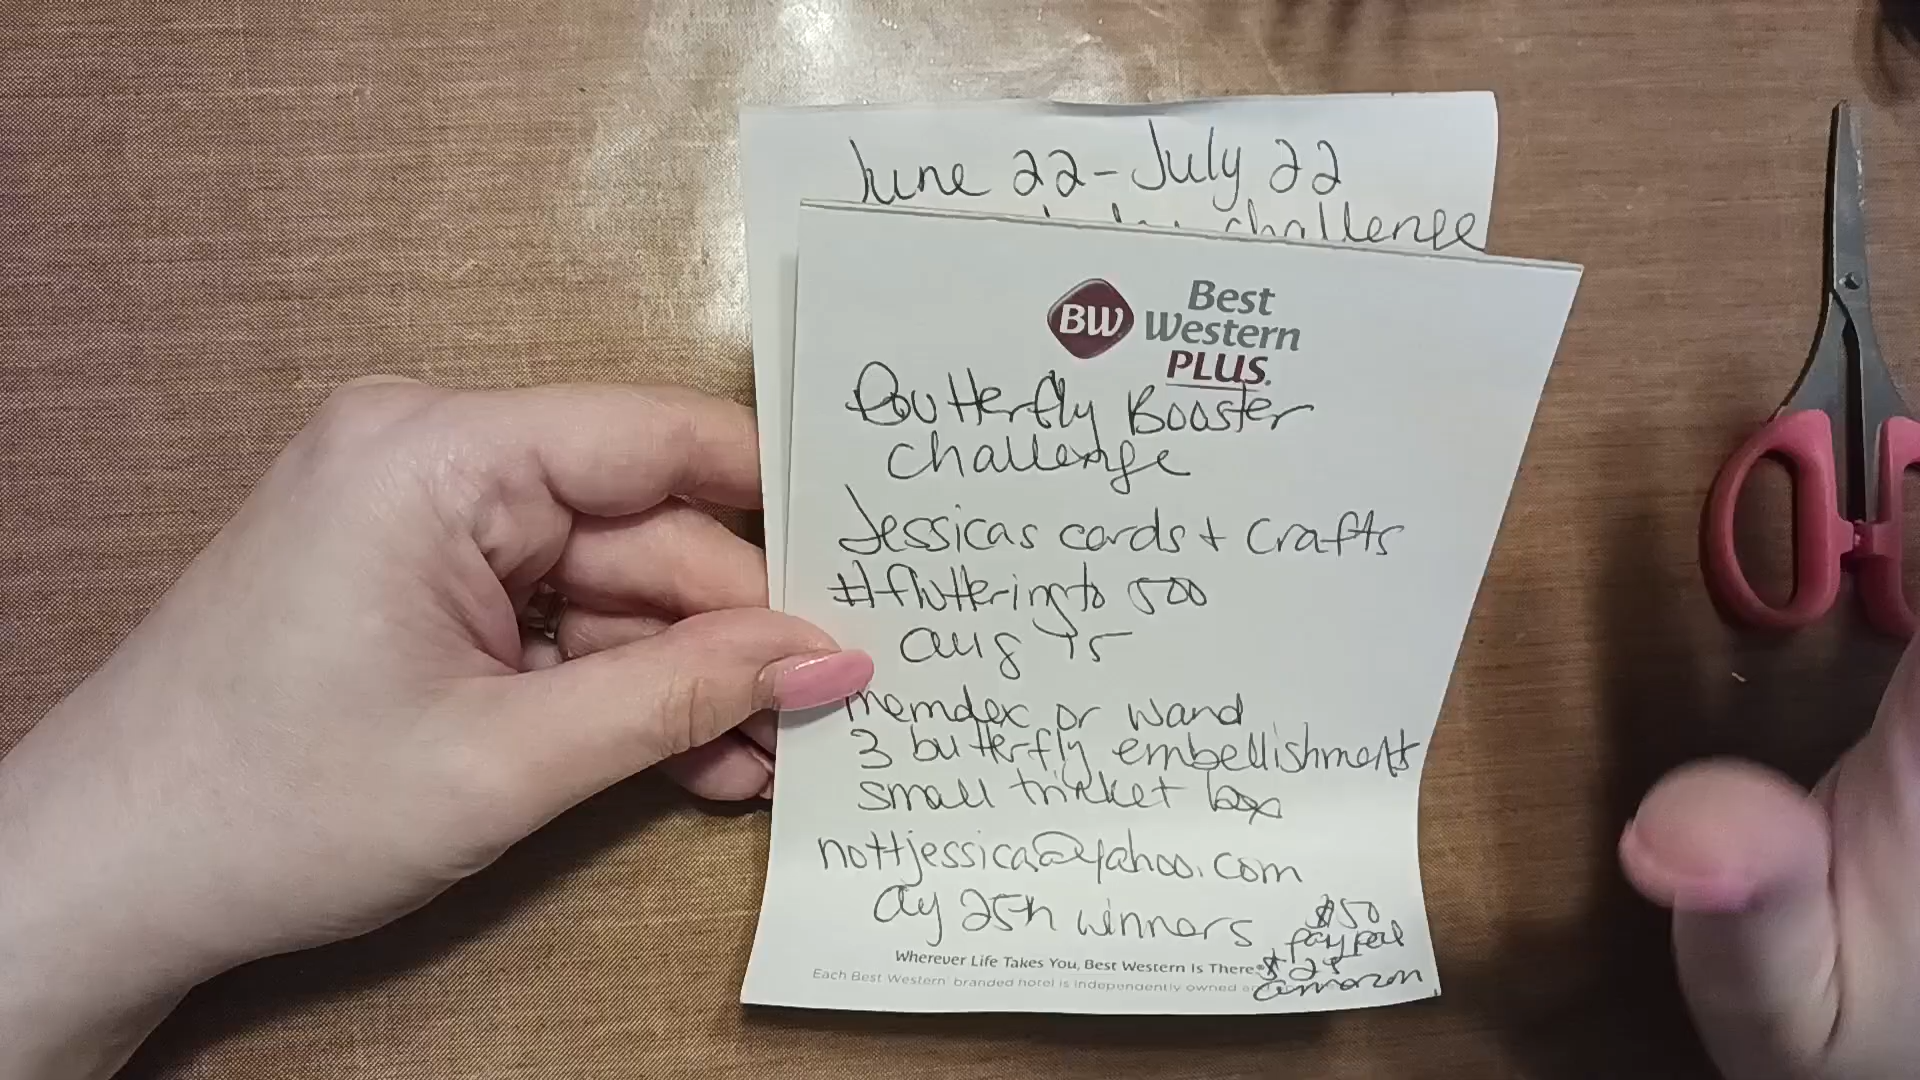 June 22-July 22
challenge
BW Best
Western
PLUS.
Butterfly Booster
challenge
Jessicas cards + crafts
#flutteringto 500
aug 15
memdex or wand
3 butterfly embellishments
small trinket box
nottjessica@yahoo.com
25th winners
$50
paypal
$25
amazon
Wherever Life Takes You, Best Western Is There
Each Best Western branded hotel is independently owned